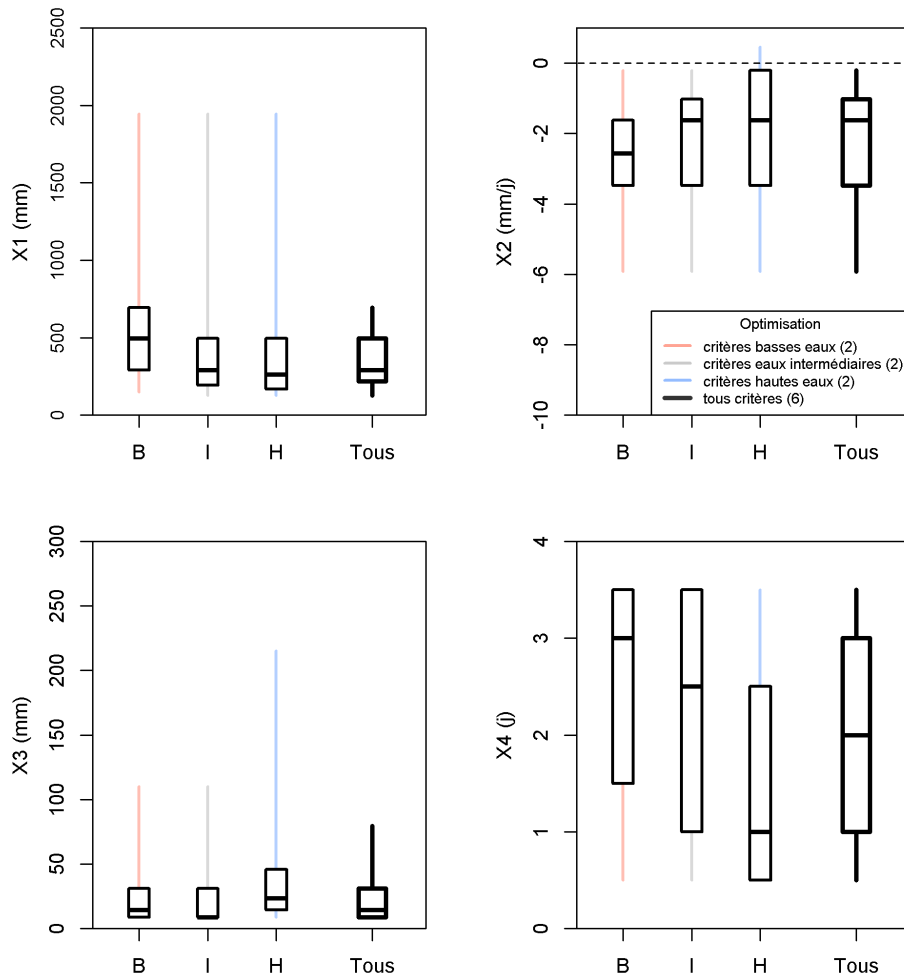 X1 (mm)
2500
2000
1500
1000
500
0
B I H Tous
X2 (mm/j)
0
-2
-4
-6
-8
-10
Optimisation
critères basses eaux (2)
critères eaux intermédiaires (2)
critères hautes eaux (2)
tous critères (6)
B I H Tous
X3 (mm)
300
250
200
150
100
50
0
B I H Tous
X4 (j)
4
3
2
1
0
B I H Tous